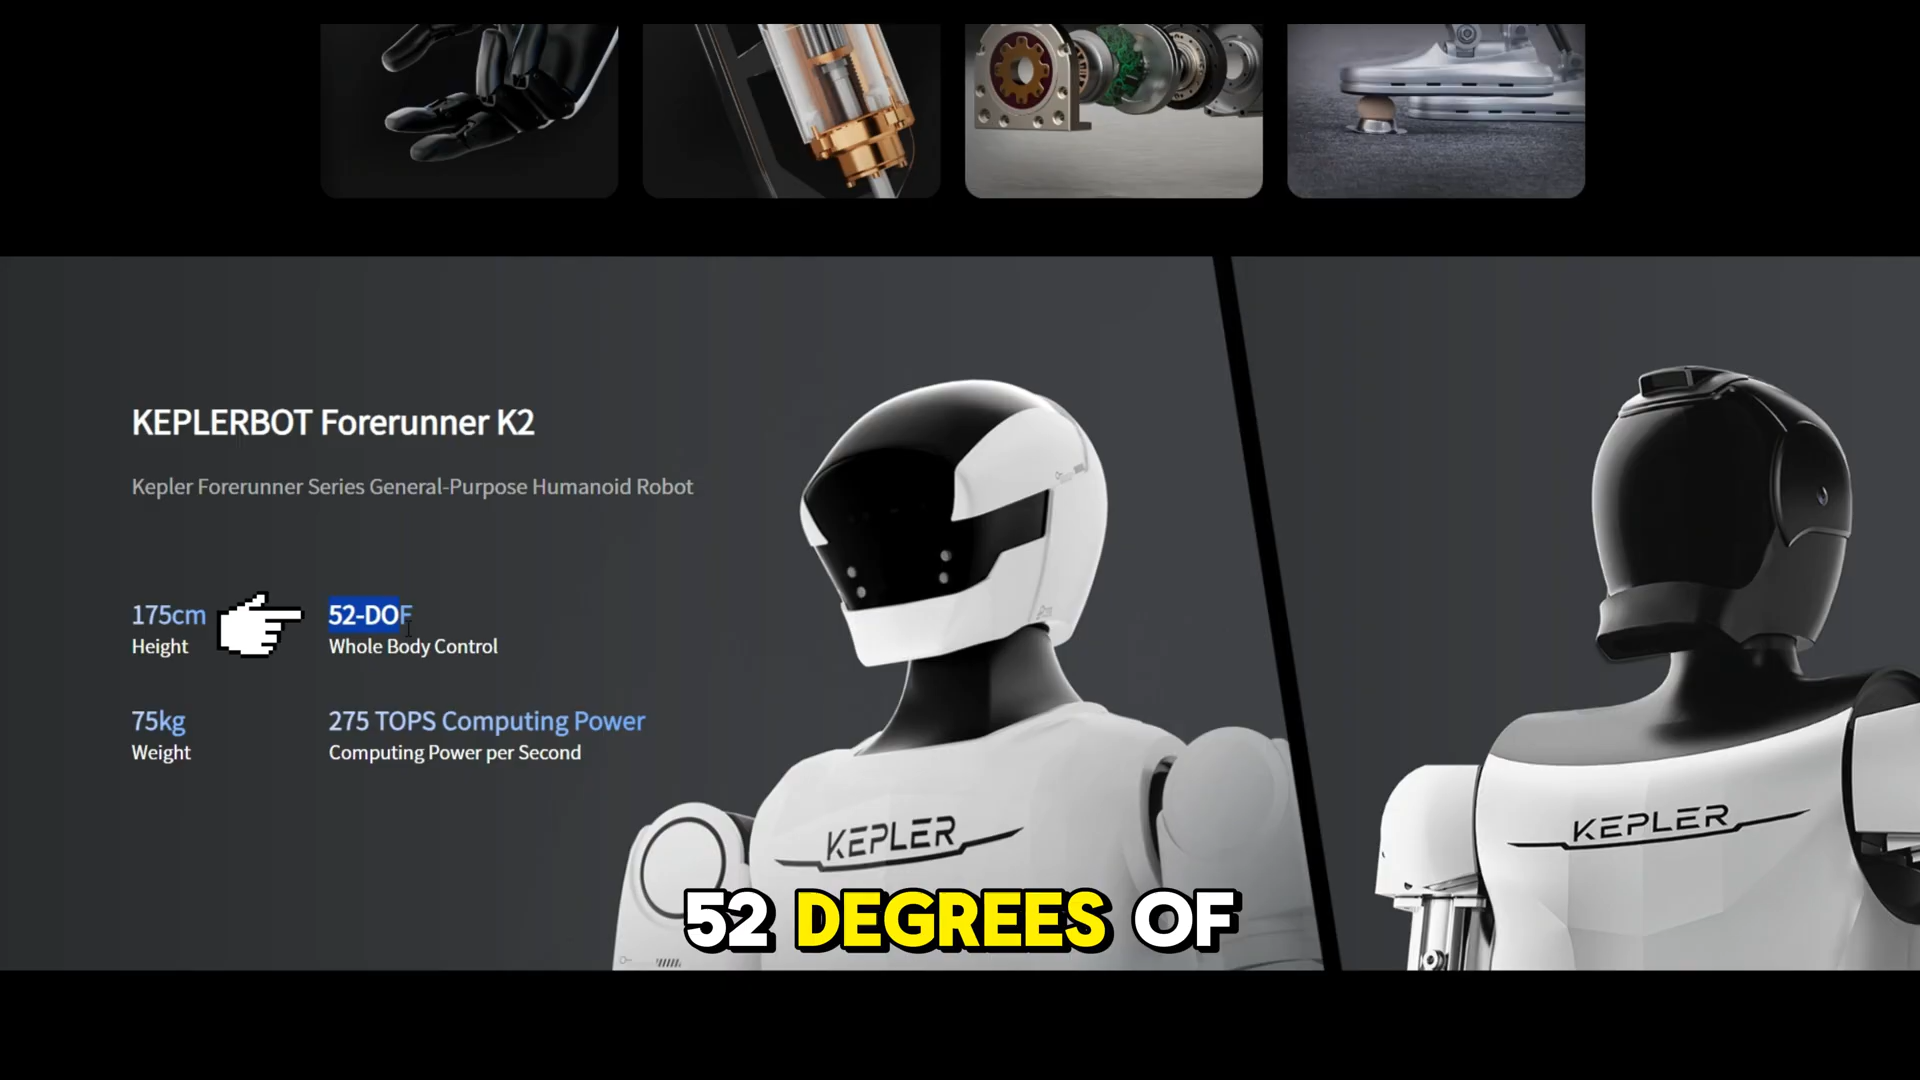 KEPLERBOT Forerunner K2
Kepler Forerunner Series General-Purpose Humanoid Robot
175cm
Height
52-DOF
Whole Body Control
75kg
Weight
275 TOPS Computing Power
Computing Power per Second
KEPLER
KEPLER
52 DEGREES OF